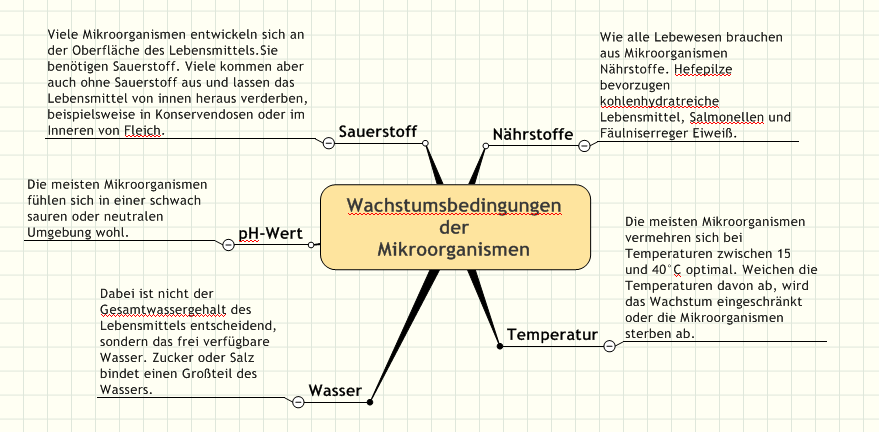 Viele Mikroorganismen entwickeln sich an
der Oberfläche des Lebensmittels.Sie
benötigen Sauerstoff. Viele kommen aber
auch ohne Sauerstoff aus und lassen das
Lebensmittel von innen heraus verderben,
beispielsweise in Konservendosen oder im
Inneren von Fleich.
Sauerstoff
Wie alle Lebewesen brauchen
aus Mikroorganismen
Nährstoffe. Hefepilze
bevorzugen
kohlenhydratreiche
Lebensmittel, Salmonellen und
Fäulniserreger Eiweiß.
Nährstoffe
Die meisten Mikroorganismen
fühlen sich in einer schwach
sauren oder neutralen
Umgebung wohl.
pH-Wert
Wachstumsbedingungen
der
Mikroorganismen
Die meisten Mikroorganismen
vermehren sich bei
Temperaturen zwischen 15
und 40°C optimal. Weichen die
Temperaturen davon ab, wird
das Wachstum eingeschränkt
oder die Mikroorganismen
sterben ab.
Temperatur
Dabei ist nicht der
Gesamtwassergehalt des
Lebensmittels entscheidend,
sondern das frei verfügbare
Wasser. Zucker oder Salz
bindet einen Großteil des
Wassers.
Wasser